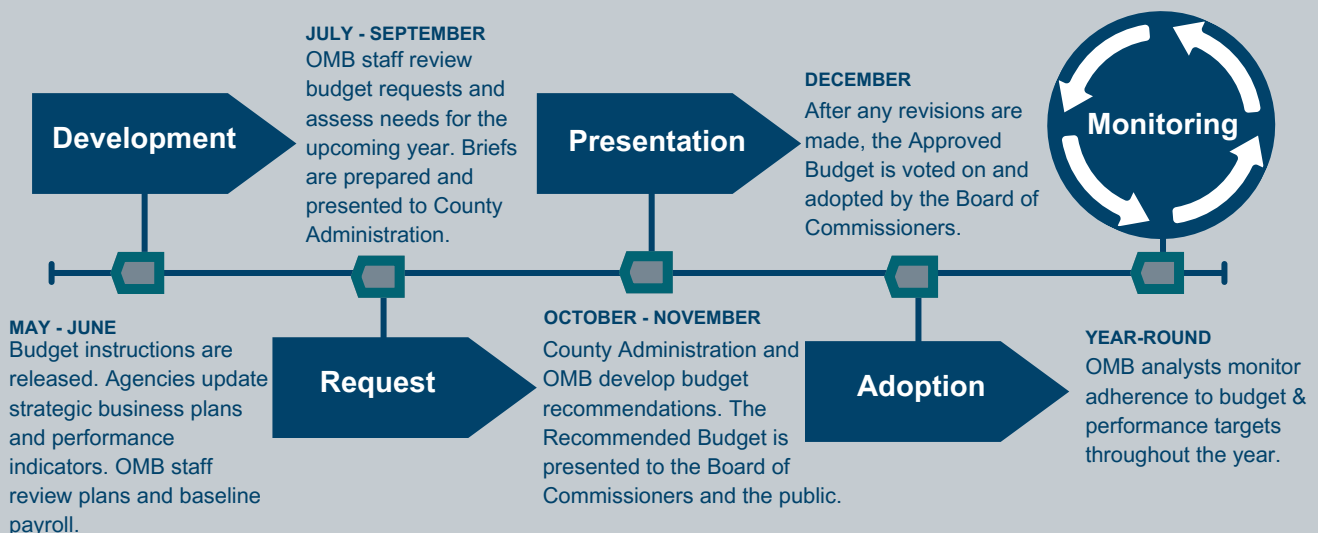 Development
MAY - JUNE
Budget instructions are
released. Agencies update
strategic business plans
and performance
indicators. OMB staff
review plans and baseline
payroll.
JULY - SEPTEMBER
OMB staff review
budget requests and
assess needs for the
upcoming year. Briefs
are prepared and
presented to County
Administration.
Request
Presentation
OCTOBER - NOVEMBER
County Administration and
OMB develop budget
recommendations. The
Recommended Budget is
presented to the Board of
Commissioners and the public.
DECEMBER
After any revisions are
made, the Approved
Budget is voted on and
adopted by the Board of
Commissioners.
Adoption
Monitoring
YEAR-ROUND
OMB analysts monitor
adherence to budget &
performance targets
throughout the year.